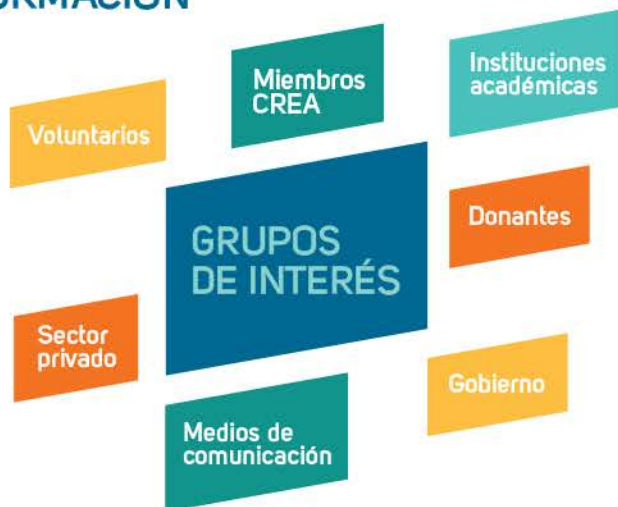 Miembros
CREA
Instituciones
académicas
Voluntarios
GRUPOS
DE INTERÉS
Donantes
Sector
privado
Gobierno
Medios de
comunicación